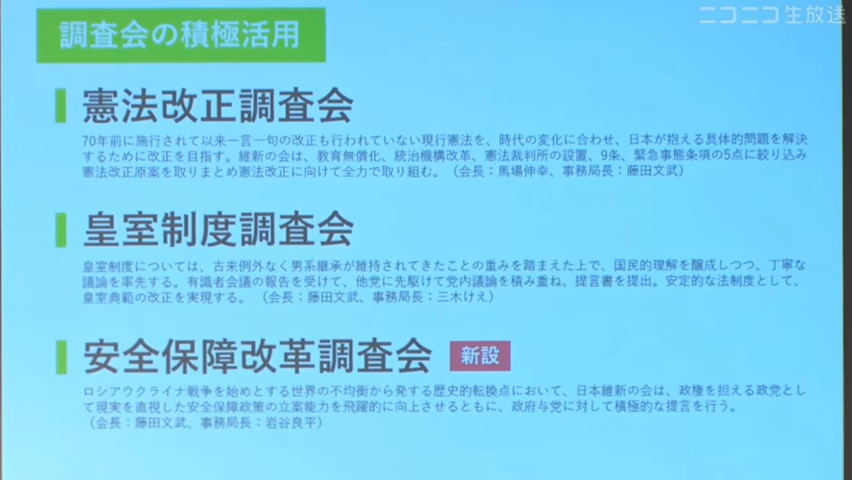 ニコニコ生放送
調査会の積極活用
憲法改正調査会
70年前に施行されて以来一言一句の改正も行われていない現行憲法を、時代の変化に合わせ、日本が抱える具体的問題を解決
するために改正を目指す。維新の会は、教育無償化、統治機構改革、憲法裁判所の設置、9条、緊急事態条項の5点に絞り込み
憲法改正原案を取りまとめ憲法改正に向けて全力で取り組む。（会長：馬場伸幸、事務局長：藤田文武）
皇室制度調査会
皇室制度については、古来例外なく男系継承が維持されてきたことの重みを踏まえた上で、国民的理解を醸成しつつ、丁寧な
議論を率先する。有識者会議の報告を受けて、他党に先駆けて党内議論を積み重ね、提言書を提出。安定的な法制度として、
皇室典範の改正を実現する。（会長：藤田文武、事務局長：三木けえ）
安全保障改革調査会 新設
ロシアウクライナ戦争を始めとする世界の不均衡から発する歴史的転換点において、日本維新の会は、政権を担える政党とし
て現実を直視した安全保障政策の立案能力を飛躍的に向上させるともに、政府与党に対して積極的な提言を行う。
（会長：藤田文武、事務局長：岩谷良平）